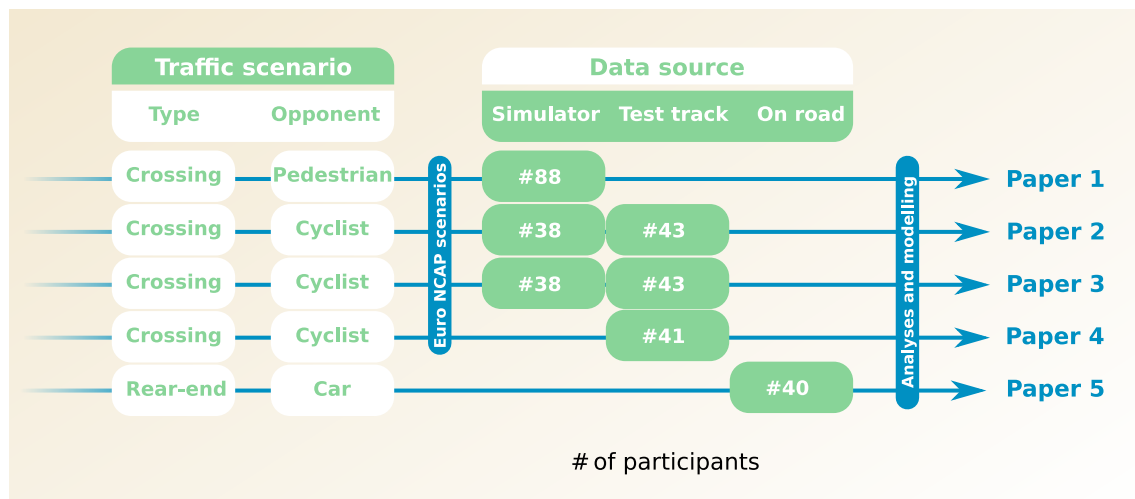 Traffic scenario
Data source
Type Opponent
Simulator Test track On road
Crossing Pedestrian #88 Paper 1
Crossing Cyclist #38 #43 Paper 2
Crossing Cyclist #38 #43 Paper 3
Crossing Cyclist #41 Paper 4
Rear-end Car #40 Paper 5
Euro NCAP scenarios
Analyses and modelling
# of participants